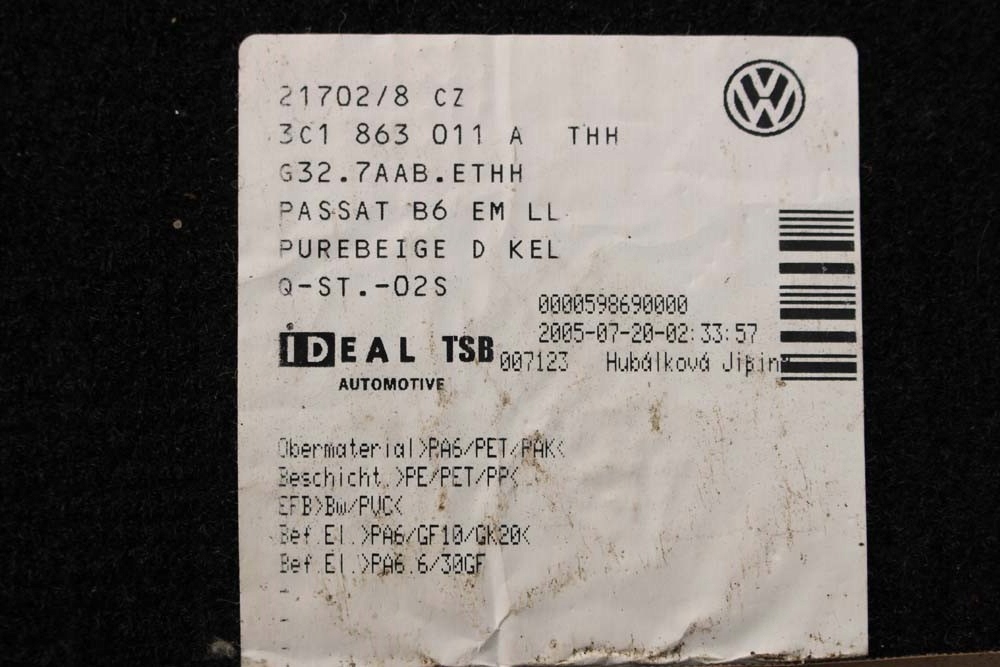 21702/8 CZ
3C1 863 011 A THH
G32.7AAB.ETHH
PASSAT B6 EM LL
PUREBEIGE D KEL
Q-ST.-02S
0000598690000
2005-07-20-02:33:57
007123 Hubálková
IDEAL TSB
AUTOMOTIVE
Obermaterial>PA6/PET/PAK<
Beschicht.>PE/PET/PP<
EFB>Bw/PVC<
Bef.El.>PA6/GF10/GK20<
Bef.El.>PA6.6/30GF